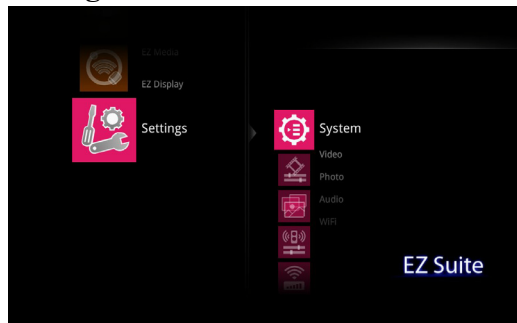 EZ Media
EZ Display
Settings
System
Video
Photo
Audio
WiFi
EZ Suite